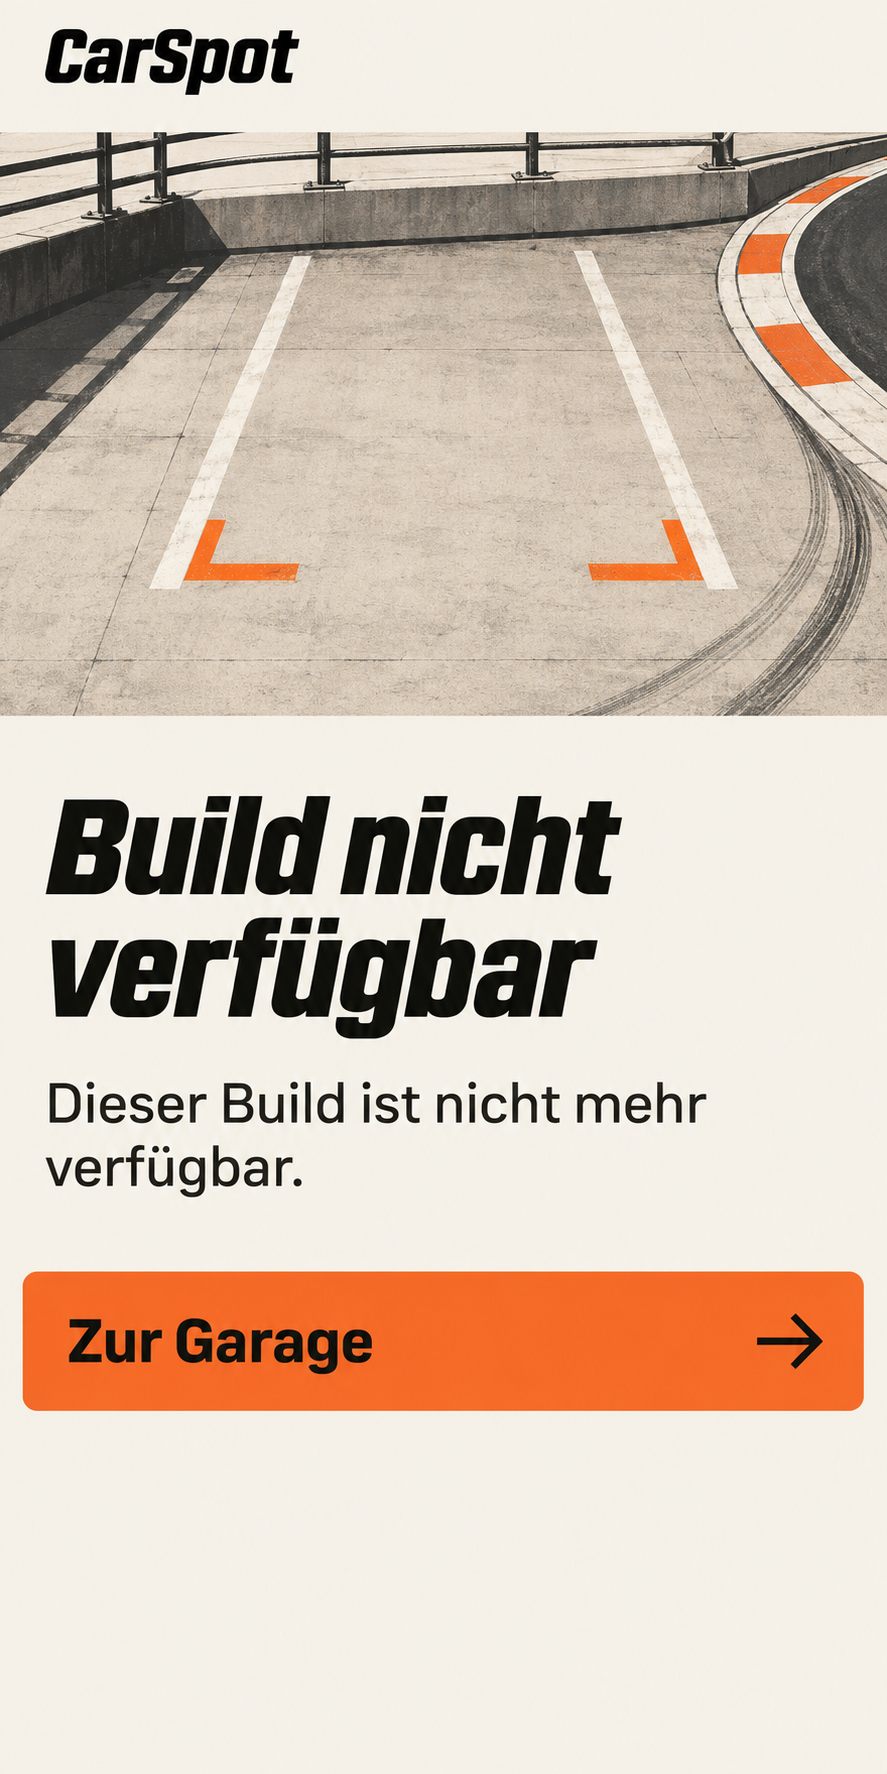 CarSpot
Build nicht
verfügbar
Dieser Build ist nicht mehr
verfügbar.
Zur Garage